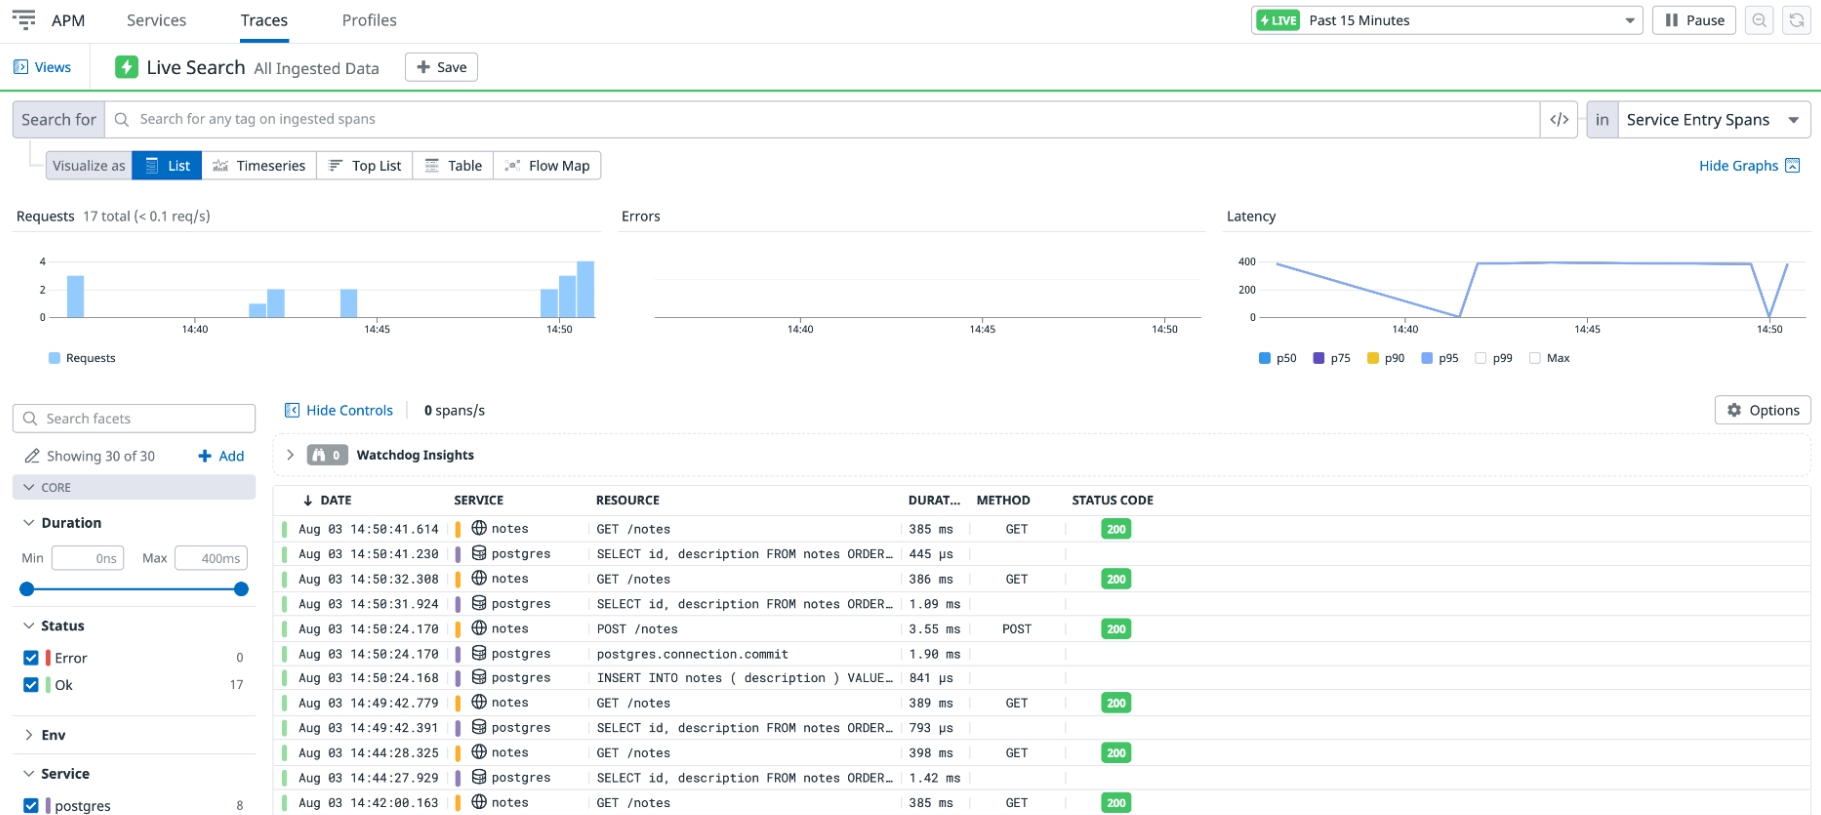 APM Services Traces Profiles LIVE Past 15 Minutes Pause
Views Live Search All Ingested Data Save
Search for Search for any tag on ingested spans </> in Service Entry Spans
Visualize as List Timeseries Top List Table Flow Map Hide Graphs
Requests 17 total (< 0.1 req/s)
4
2
0
14:40 14:45 14:50
Requests
Errors
14:40 14:45 14:50
Latency
400
200
0
14:40 14:45 14:50
p50 p75 p90 p95 p99 Max
Search facets
Showing 30 of 30 Add
CORE
Duration
Min 0ns Max 400ms
Status
Error 0
Ok 17
Env
Service
postgres 8
Hide Controls 0 spans/s Options
0 Watchdog Insights
DATE SERVICE RESOURCE DURAT... METHOD STATUS CODE
Aug 03 14:50:41.614 notes GET /notes 385 ms GET 200
Aug 03 14:50:41.230 postgres SELECT id, description FROM notes ORDER… 445 µs
Aug 03 14:50:32.308 notes GET /notes 386 ms GET 200
Aug 03 14:50:31.924 postgres SELECT id, description FROM notes ORDER… 1.09 ms
Aug 03 14:50:24.170 notes POST /notes 3.55 ms POST 200
Aug 03 14:50:24.170 postgres postgres.connection.commit 1.90 ms
Aug 03 14:50:24.168 postgres INSERT INTO notes ( description ) VALUE… 841 µs
Aug 03 14:49:42.779 notes GET /notes 389 ms GET 200
Aug 03 14:49:42.391 postgres SELECT id, description FROM notes ORDER… 793 µs
Aug 03 14:44:28.325 notes GET /notes 398 ms GET 200
Aug 03 14:44:27.929 postgres SELECT id, description FROM notes ORDER… 1.42 ms
Aug 03 14:42:00.163 notes GET /notes 385 ms GET 200